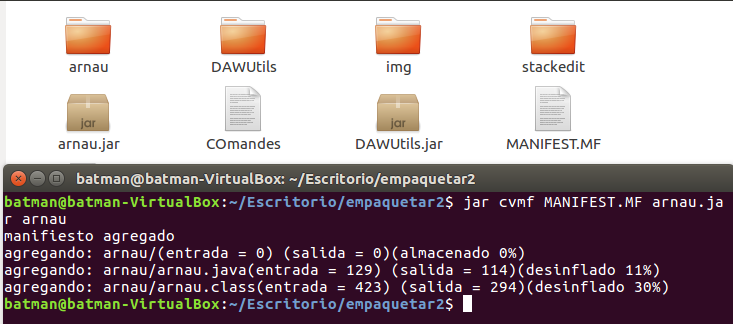 arnau DAWUtils img stackedit
jar jar
arnau.jar COmandes DAWUtils.jar MANIFEST.MF
batman@batman-VirtualBox: ~/Escritorio/empaquetar2
batman@batman-VirtualBox:~/Escritorio/empaquetar2$ jar cvmf MANIFEST.MF arnau.ja
r arnau
manifiesto agregado
agregando: arnau/(entrada = 0) (salida = 0)(almacenado 0%)
agregando: arnau/arnau.java(entrada = 129) (salida = 114)(desinflado 11%)
agregando: arnau/arnau.class(entrada = 423) (salida = 294)(desinflado 30%)
batman@batman-VirtualBox:~/Escritorio/empaquetar2$